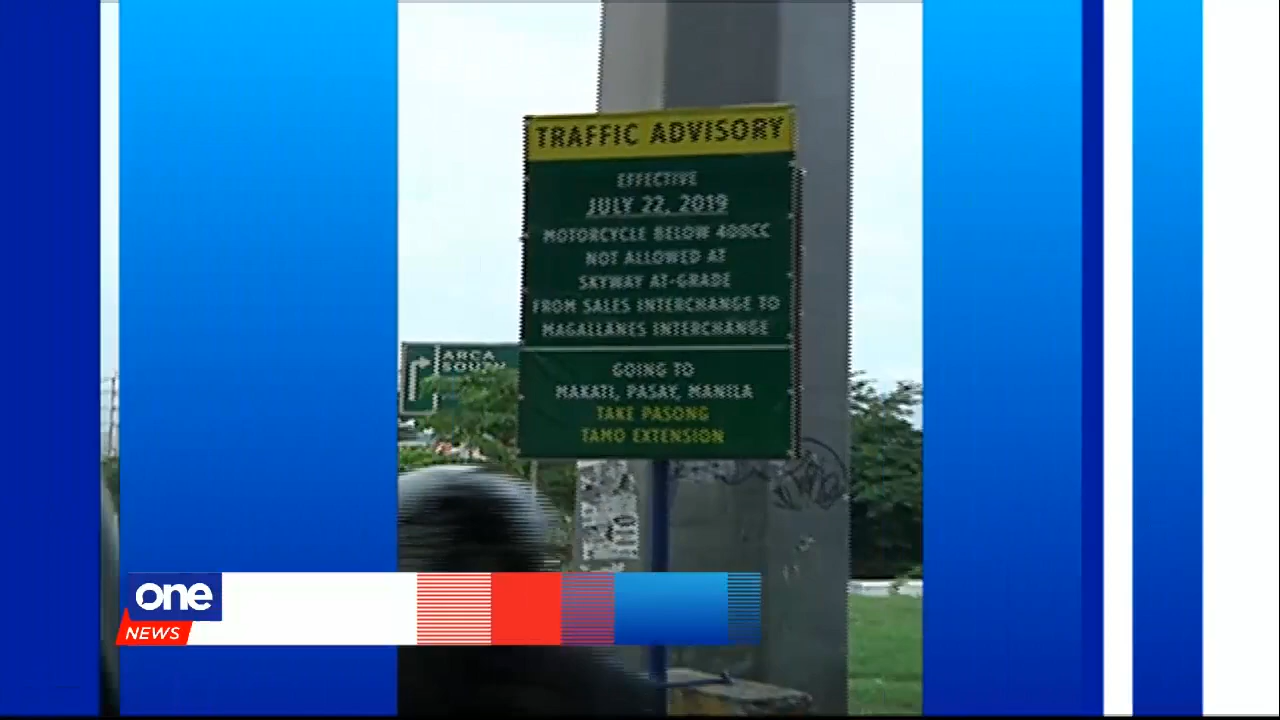 TRAFFIC ADVISORY
EFFECTIVE
JULY 22, 2019
MOTORCYCLE BELOW 400CC
NOT ALLOWED AT
SKYWAY AT-GRADE
FROM SALES INTERCHANGE TO
MAGALLANES INTERCHANGE
GOING TO
MAKATI, PASAY, MANILA
TAKE PASONG
TAMO EXTENSION
ARCA
SOUTH
one
NEWS